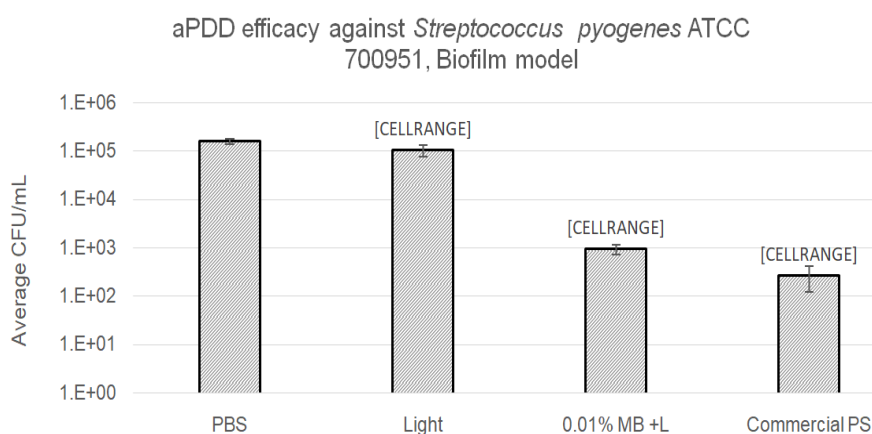 aPDD efficacy against Streptococcus pyogenes ATCC
700951, Biofilm model
Average CFU/mL
1.E+06
1.E+05
1.E+04
1.E+03
1.E+02
1.E+01
1.E+00
[CELLRANGE]
[CELLRANGE]
[CELLRANGE]
PBS
Light
0.01% MB +L
Commercial PS